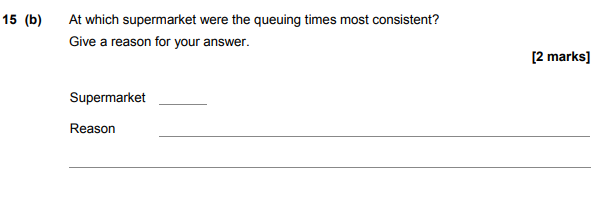 15 (b) At which supermarket were the queuing times most consistent?
Give a reason for your answer.
[2 marks]
Supermarket
Reason